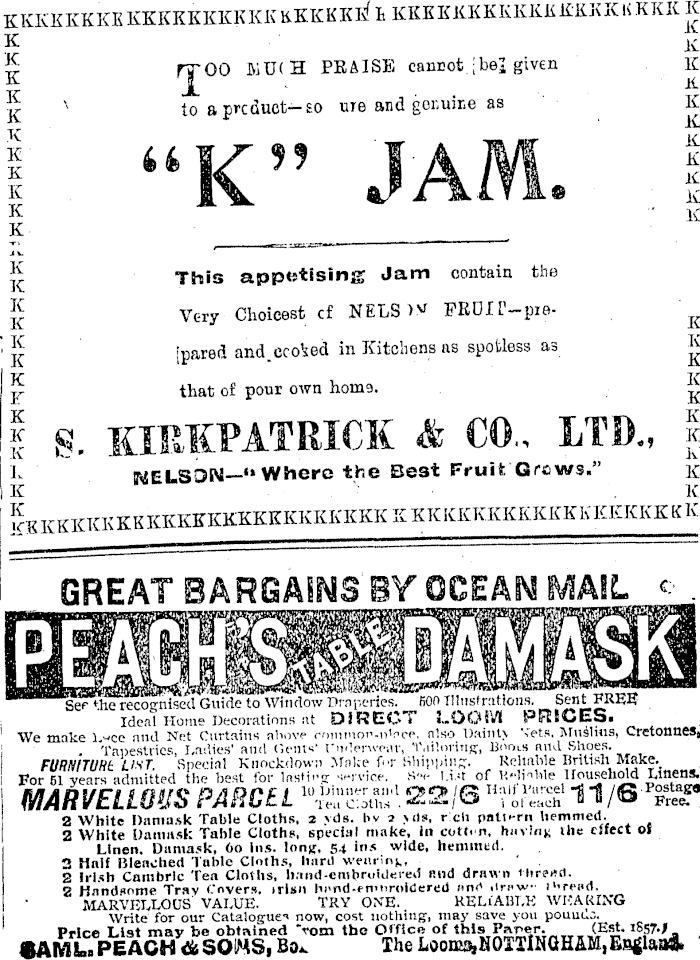 KKKKKKKKKKKKKKKKKKKKKKKK KKKKKKKKKKKKKKKKKKKK
TOO MUCH PRAISE cannot be given
to a product—so ure and genuine as
“K” JAM.
This appetising Jam contain the
Very Choicest of NELSON FRUIT—pre-
pared and cooked in Kitchens as spotless as
that of pour own home.
S. KIRKPATRICK & CO., LTD.,
NELSON—“Where the Best Fruit Grows.”
KKKKKKKKKKKKKKKKKKKKKKKKKK KKKKKKKKKKKKKKKKKKKK
GREAT BARGAINS BY OCEAN MAIL
PEACH'S TABLE DAMASK
See the recognised Guide to Window Draperies. 500 Illustrations. Sent FREE
Ideal Home Decorations at DIRECT LOOM PRICES.
We make Lace and Net Curtains above common-place, also Dainty Nets, Muslins, Cretonnes,
Tapestries, Ladies' and Gents' Underwear, Tailoring, Boots and Shoes.
FURNITURE LIST. Special Knockdown Make for Shipping. Reliable British Make.
For 51 years admitted the best for lasting service. See List of Reliable Household Linens.
MARVELLOUS PARCEL 10 Dinner and Tea Cloths 22/6 Half Parcel 1 of each 11/6 Postage Free.
2 White Damask Table Cloths, 2 yds. by 2 yds, rich pattern hemmed.
2 White Damask Table Cloths, special make, in cotton, having the effect of
Linen, Damask, 60 ins. long, 54 ins wide, hemmed.
2 Half Bleached Table Cloths, hard wearing,
2 Irish Cambric Tea Cloths, hand-embroidered and drawn thread.
2 Handsome Tray Covers, irish hand-embroidered and drawn thread.
MARVELLOUS VALUE. TRY ONE. RELIABLE WEARING
Write for our Catalogues now, cost nothing, may save you pounds.
Price List may be obtained from the Office of this Paper. (Est. 1857.)
SAML. PEACH & SONS, The Looms, NOTTINGHAM, England.